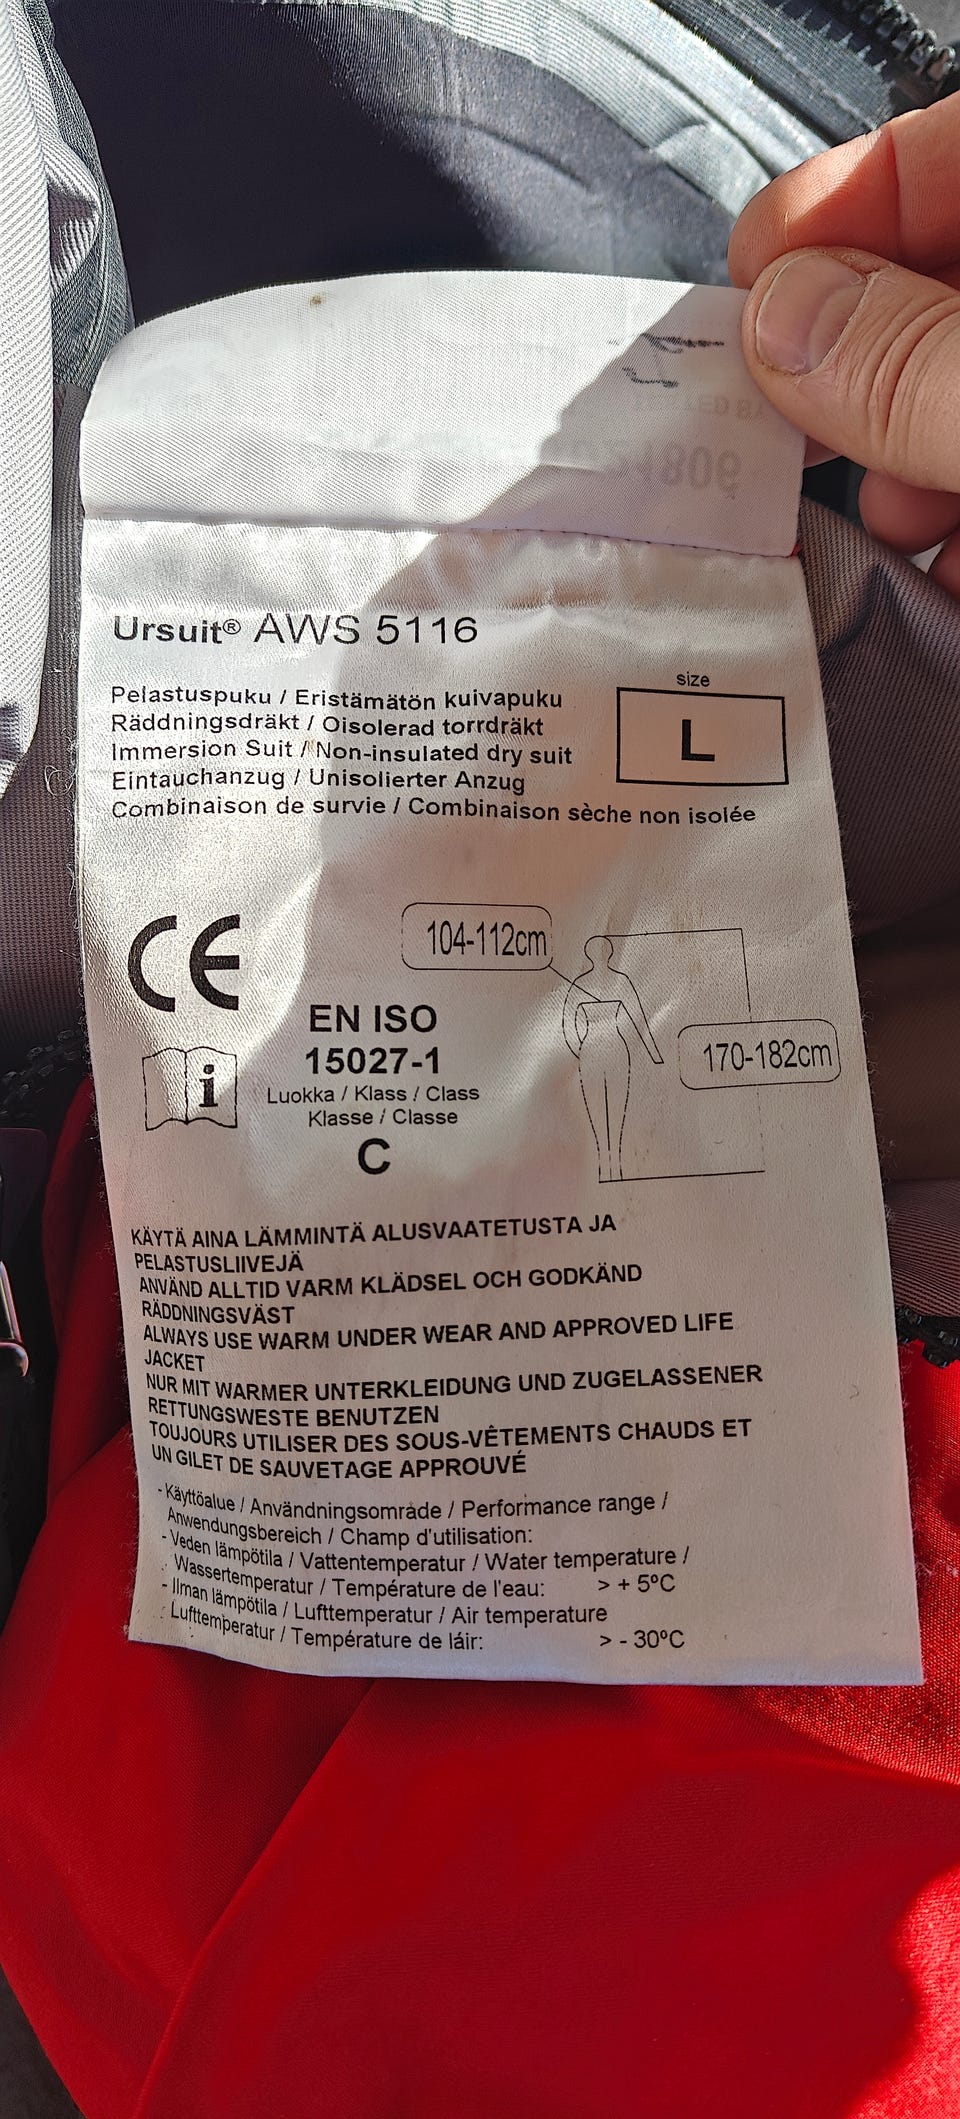 Ursuit® AWS 5116
Pelastuspuku / Eristämätön kuivapuku
Räddningsdräkt / Oisolerad torrdräkt
Immersion Suit / Non-insulated dry suit
Eintauchanzug / Unisolierter Anzug
Combinaison de survie / Combinaison sèche non isolée
size
L
CE
104-112cm
170-182cm
EN ISO
15027-1
Luokka / Klass / Class
Klasse / Classe
C
i
KÄYTÄ AINA LÄMMINTÄ ALUSVAATETUSTA JA
PELASTUSLIIVEJÄ
ANVÄND ALLTID VARM KLÄDSEL OCH GODKÄND
RÄDDNINGSVÄST
ALWAYS USE WARM UNDER WEAR AND APPROVED LIFE
JACKET
NUR MIT WARMER UNTERKLEIDUNG UND ZUGELASSENER
RETTUNGSWESTE BENUTZEN
TOUJOURS UTILISER DES SOUS-VÊTEMENTS CHAUDS ET
UN GILET DE SAUVETAGE APPROUVÉ
- Käyttöalue / Användningsomrade / Performance range /
Anwendungsbereich / Champ d'utilisation:
- Veden lämpötila / Vattentemperatur / Water temperature /
Wassertemperatur / Température de l'eau: > + 5ºC
- Ilman lämpötila / Lufttemperatur / Air temperature
Lufttemperatur / Température de láir: > - 30ºC